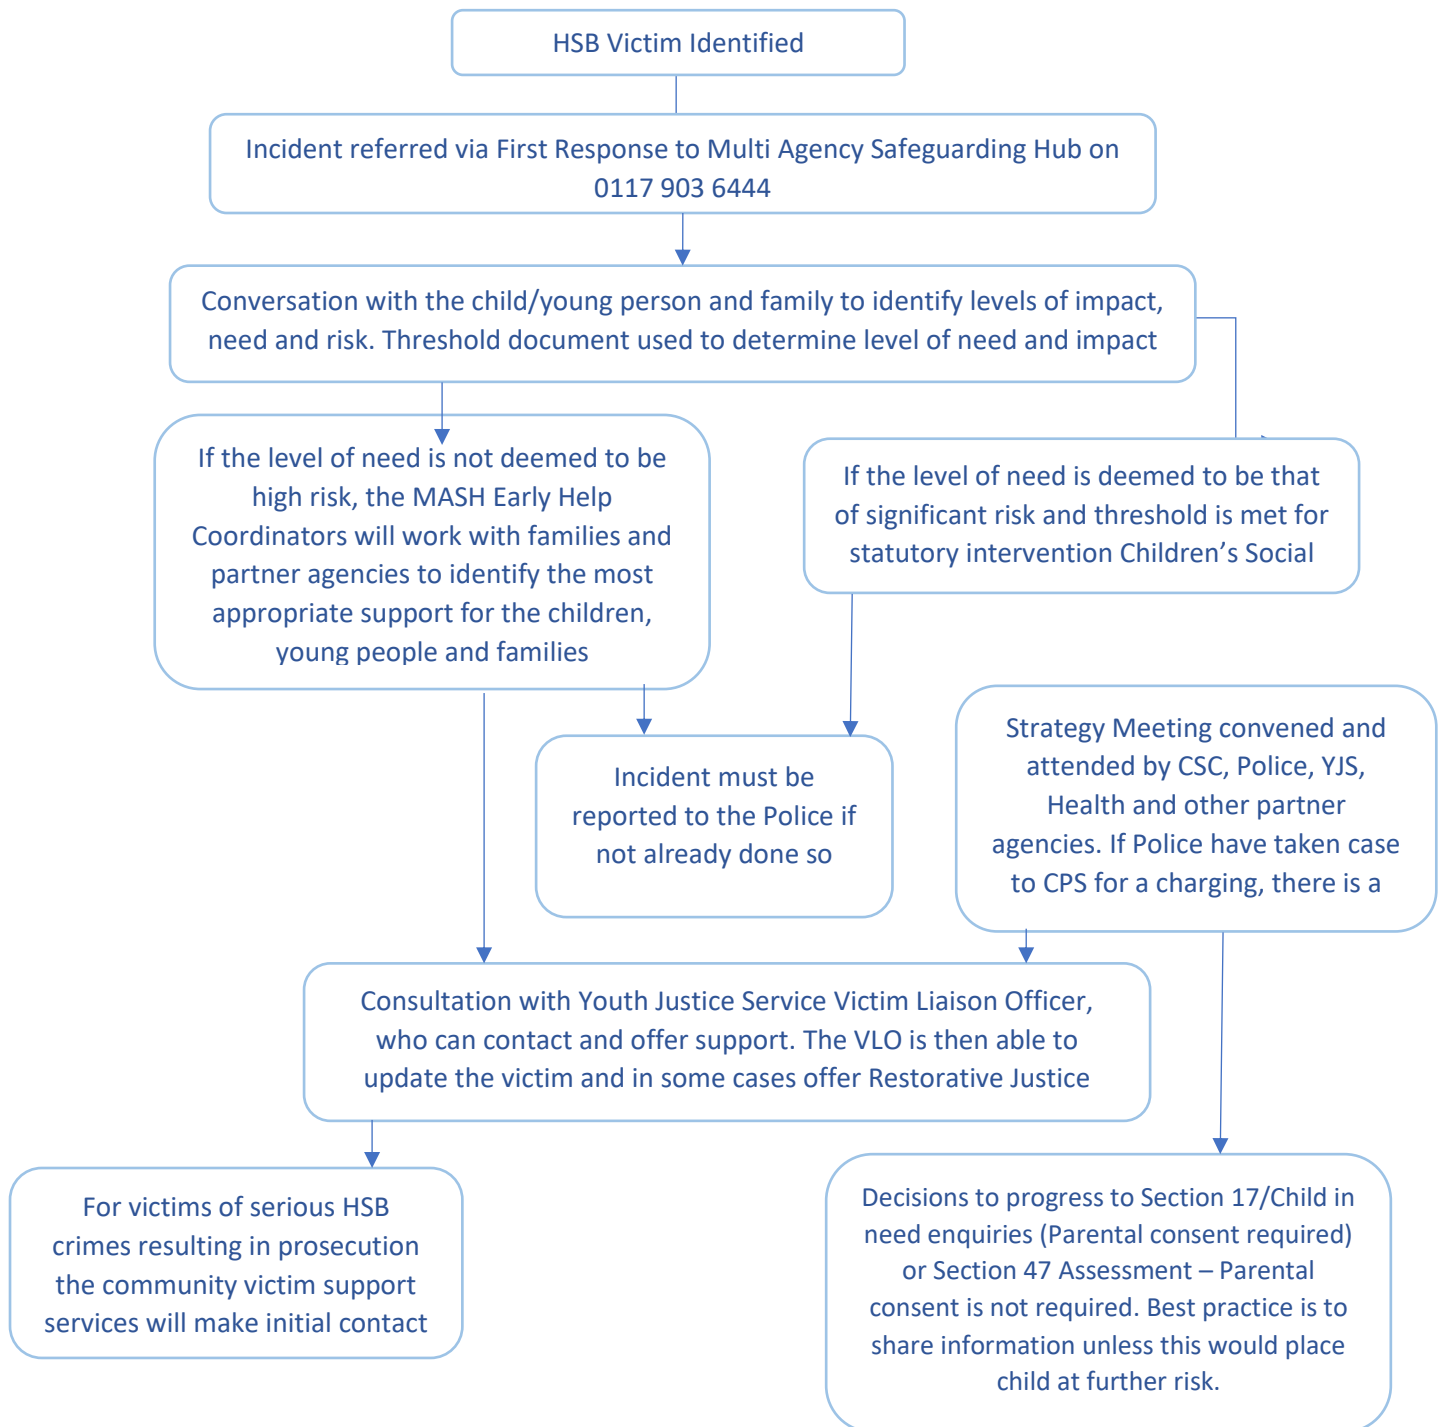 HSB Victim Identified
Incident referred via First Response to Multi Agency Safeguarding Hub on
0117 903 6444
Conversation with the child/young person and family to identify levels of impact,
need and risk. Threshold document used to determine level of need and impact
If the level of need is not deemed to be
high risk, the MASH Early Help
Coordinators will work with families and
partner agencies to identify the most
appropriate support for the children,
young people and families
If the level of need is deemed to be that
of significant risk and threshold is met for
statutory intervention Children’s Social
Incident must be
reported to the Police if
not already done so
Strategy Meeting convened and
attended by CSC, Police, YJS,
Health and other partner
agencies. If Police have taken case
to CPS for a charging, there is a
Consultation with Youth Justice Service Victim Liaison Officer,
who can contact and offer support. The VLO is then able to
update the victim and in some cases offer Restorative Justice
For victims of serious HSB
crimes resulting in prosecution
the community victim support
services will make initial contact
Decisions to progress to Section 17/Child in
need enquiries (Parental consent required)
or Section 47 Assessment – Parental
consent is not required. Best practice is to
share information unless this would place
child at further risk.